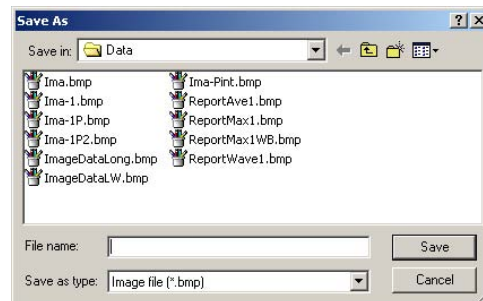 Save As
Save in: Data
Ima.bmp
Ima-1.bmp
Ima-1P.bmp
Ima-1P2.bmp
ImageDataLong.bmp
ImageDataLW.bmp
Ima-Pint.bmp
ReportAve1.bmp
ReportMax1.bmp
ReportMax1WB.bmp
ReportWave1.bmp
File name: Save
Save as type: Image file (*.bmp) Cancel